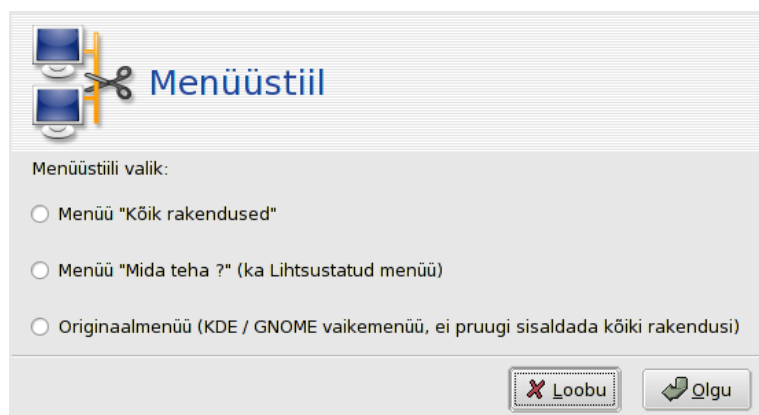 Menüüstiil
Menüüstiili valik:
Menüü "Kõik rakendused"
Menüü "Mida teha ?" (ka Lihtsustatud menüü)
Originaalmenüü (KDE / GNOME vaikemenüü, ei pruugi sisaldada kõiki rakendusi)
Loobu
Olgu